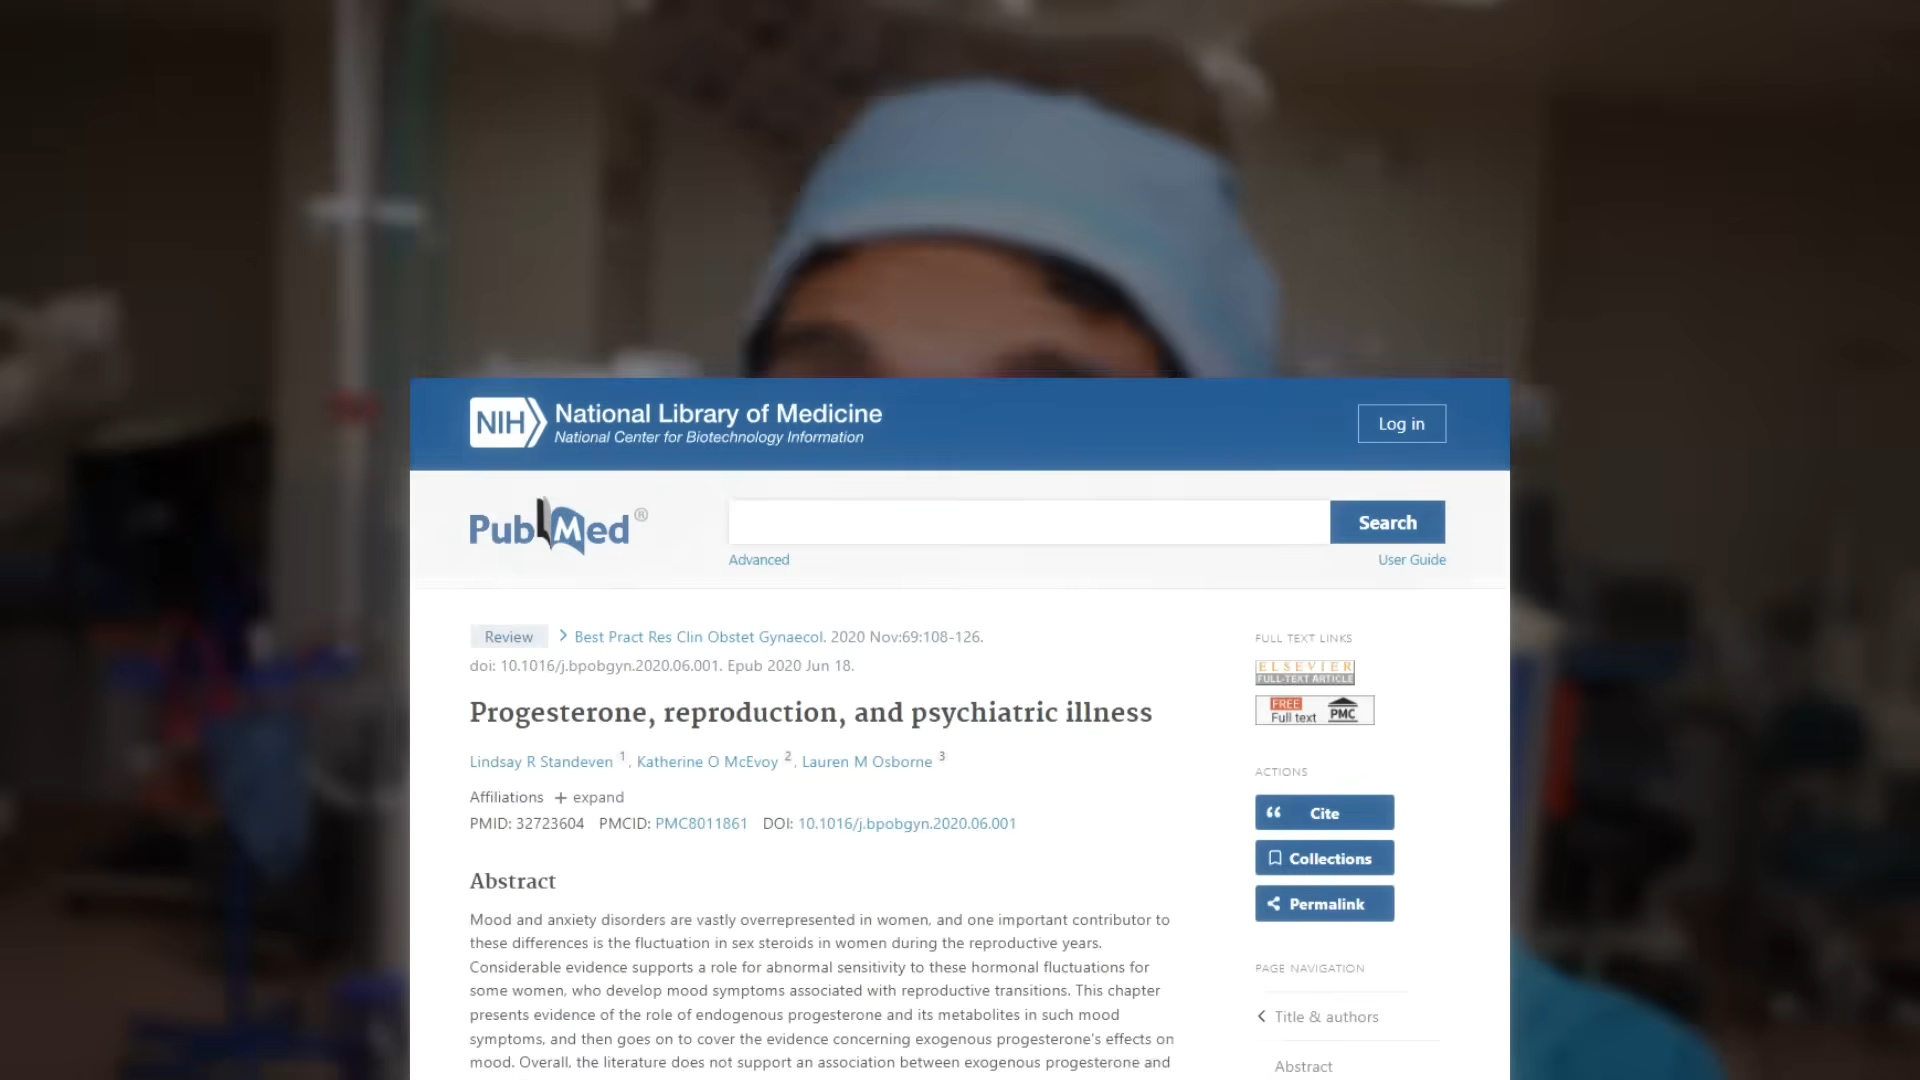 NIH National Library of Medicine
National Center for Biotechnology Information
Log in
PubMed®
Search
Advanced
User Guide
Review > Best Pract Res Clin Obstet Gynaecol. 2020 Nov:69:108-126.
doi: 10.1016/j.bpobgyn.2020.06.001. Epub 2020 Jun 18.
Progesterone, reproduction, and psychiatric illness
Lindsay R Standeven 1, Katherine O McEvoy 2, Lauren M Osborne 3
Affiliations + expand
PMID: 32723604 PMCID: PMC8011861 DOI: 10.1016/j.bpobgyn.2020.06.001
Abstract
Mood and anxiety disorders are vastly overrepresented in women, and one important contributor to
these differences is the fluctuation in sex steroids in women during the reproductive years.
Considerable evidence supports a role for abnormal sensitivity to these hormonal fluctuations for
some women, who develop mood symptoms associated with reproductive transitions. This chapter
presents evidence of the role of endogenous progesterone and its metabolites in such mood
symptoms, and then goes on to cover the evidence concerning exogenous progesterone's effects on
mood. Overall, the literature does not support an association between exogenous progesterone and
FULL TEXT LINKS
ELSEVIER
FULL-TEXT ARTICLE
FREE
Full text PMC
ACTIONS
Cite
Collections
Permalink
PAGE NAVIGATION
Title & authors
Abstract